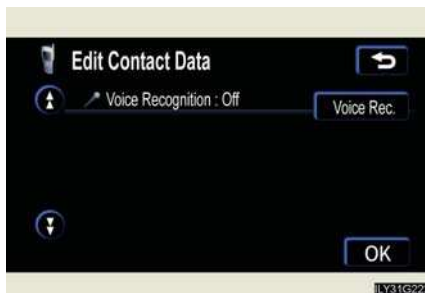 Edit Contact Data
Voice Recognition : Off
Voice Rec.
OK
ILY31G22